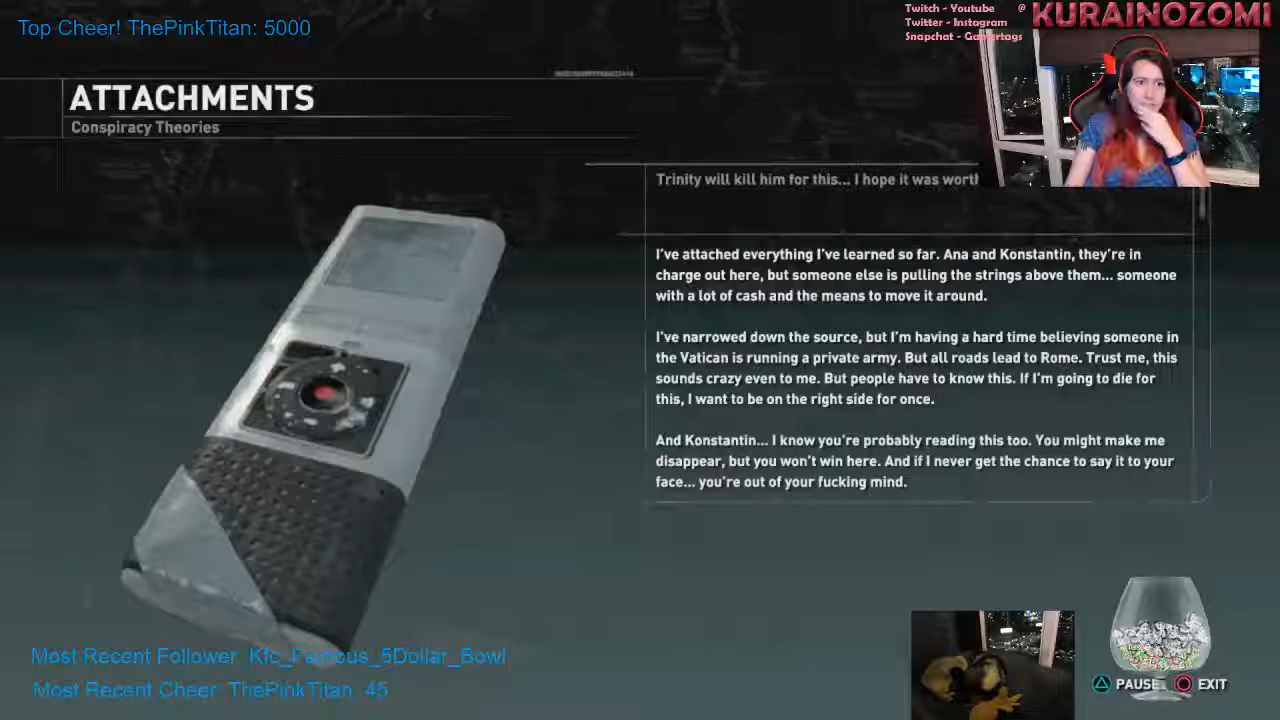 Top Cheer! ThePinkTitan: 5000
Twitch - Youtube @
Twitter - Instagram
Snapchat - Gamertags
KURAINOZOMI
ATTACHMENTS
Conspiracy Theories
Trinity will kill him for this... I hope it was worth
I've attached everything I've learned so far. Ana and Konstantin, they're in
charge out here, but someone else is pulling the strings above them... someone
with a lot of cash and the means to move it around.
I've narrowed down the source, but I'm having a hard time believing someone in
the Vatican is running a private army. But all roads lead to Rome. Trust me, this
sounds crazy even to me. But people have to know this. If I'm going to die for
this, I want to be on the right side for once.
And Konstantin... I know you're probably reading this too. You might make me
disappear, but you won't win here. And if I never get the chance to say it to your
face... you're out of your fucking mind.
Most Recent Follower: Kfc_Famous_5Dollar_Bowl
Most Recent Cheer: ThePinkTitan: 45
PAUSE
EXIT